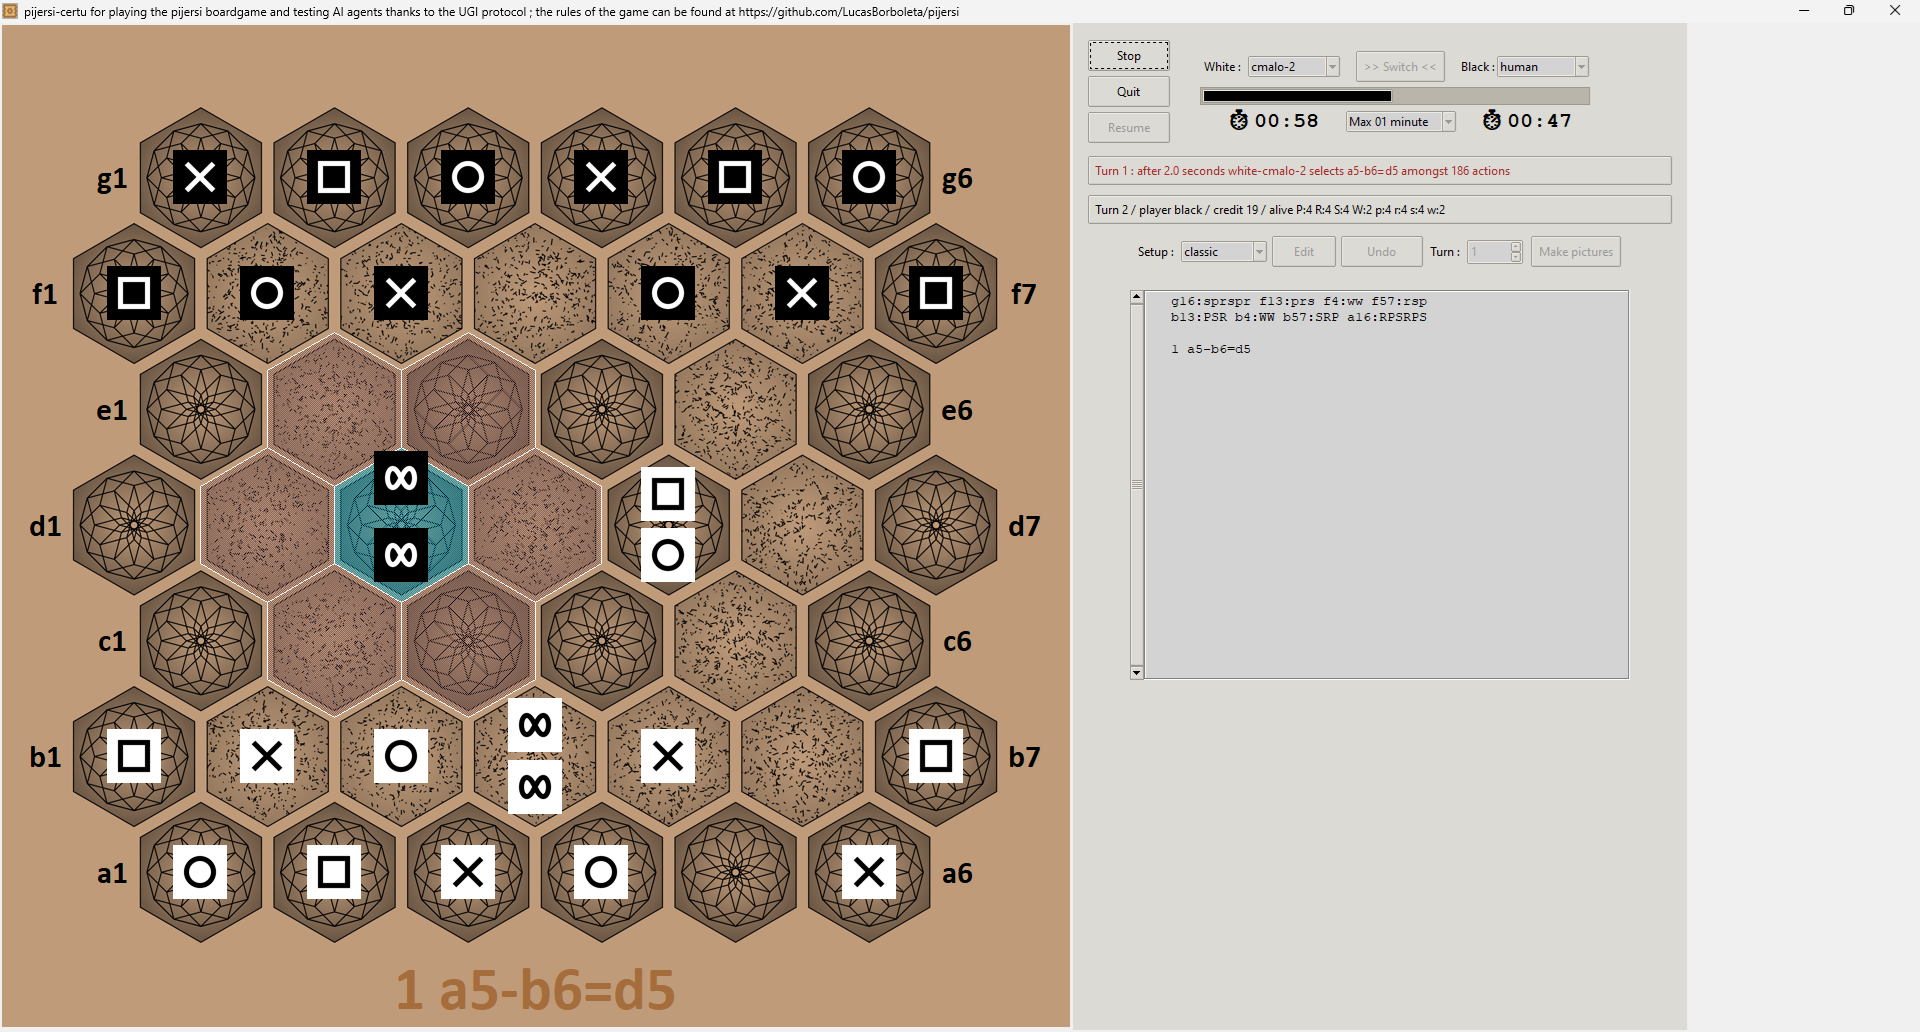 pijersi-certu for playing the pijersi boardgame and testing AI agents thanks to the UGI protocol ; the rules of the game can be found at https://github.com/LucasBorboleta/pijersi
Stop
White : cmalo-2 >> Switch << Black : human
Quit
00:58 Max 01 minute 00:47
Resume
Turn 1 : after 2.0 seconds white-cmalo-2 selects a5-b6=d5 amongst 186 actions
Turn 2 / player black / credit 19 / alive P:4 R:4 S:4 W:2 p:4 r:4 s:4 w:2
Setup : classic Edit Undo Turn : 1 Make pictures
g16:sprspr f13:prs f4:ww f57:rsp
b13:PSR b4:WW b57:SRP a16:RPSRPS
1 a5-b6=d5
g1 g6
f1 f7
e1 e6
d1 d7
c1 c6
b1 b7
a1 a6
1 a5-b6=d5